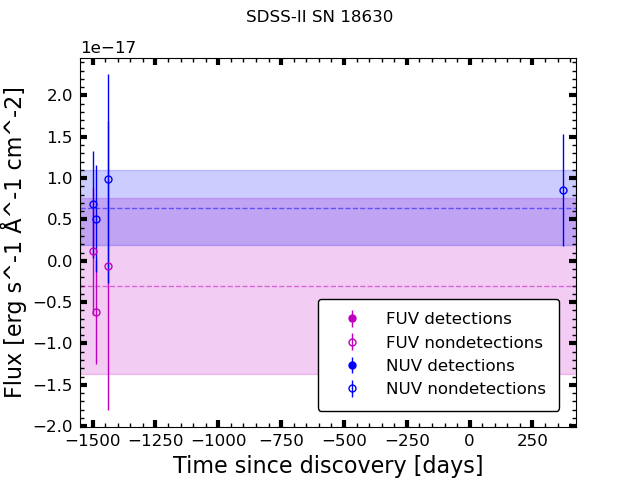 SDSS-II SN 18630
1e−17
Flux [erg s^-1 Å^-1 cm^-2]
2.0
1.5
1.0
0.5
0.0
−0.5
−1.0
−1.5
−2.0
FUV detections
FUV nondetections
NUV detections
NUV nondetections
−1500 −1250 −1000 −750 −500 −250 0 250
Time since discovery [days]